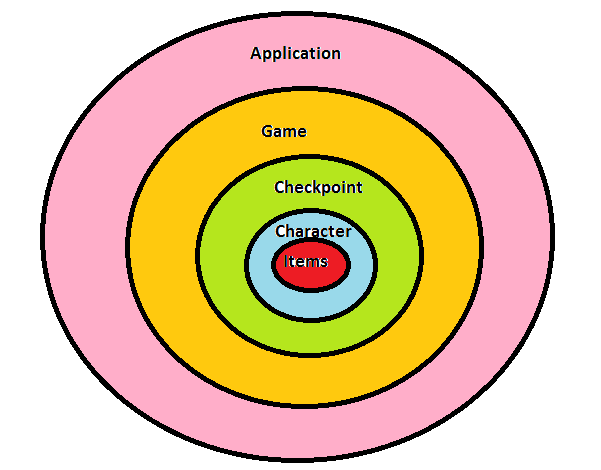 Application
Game
Checkpoint
Character
Items